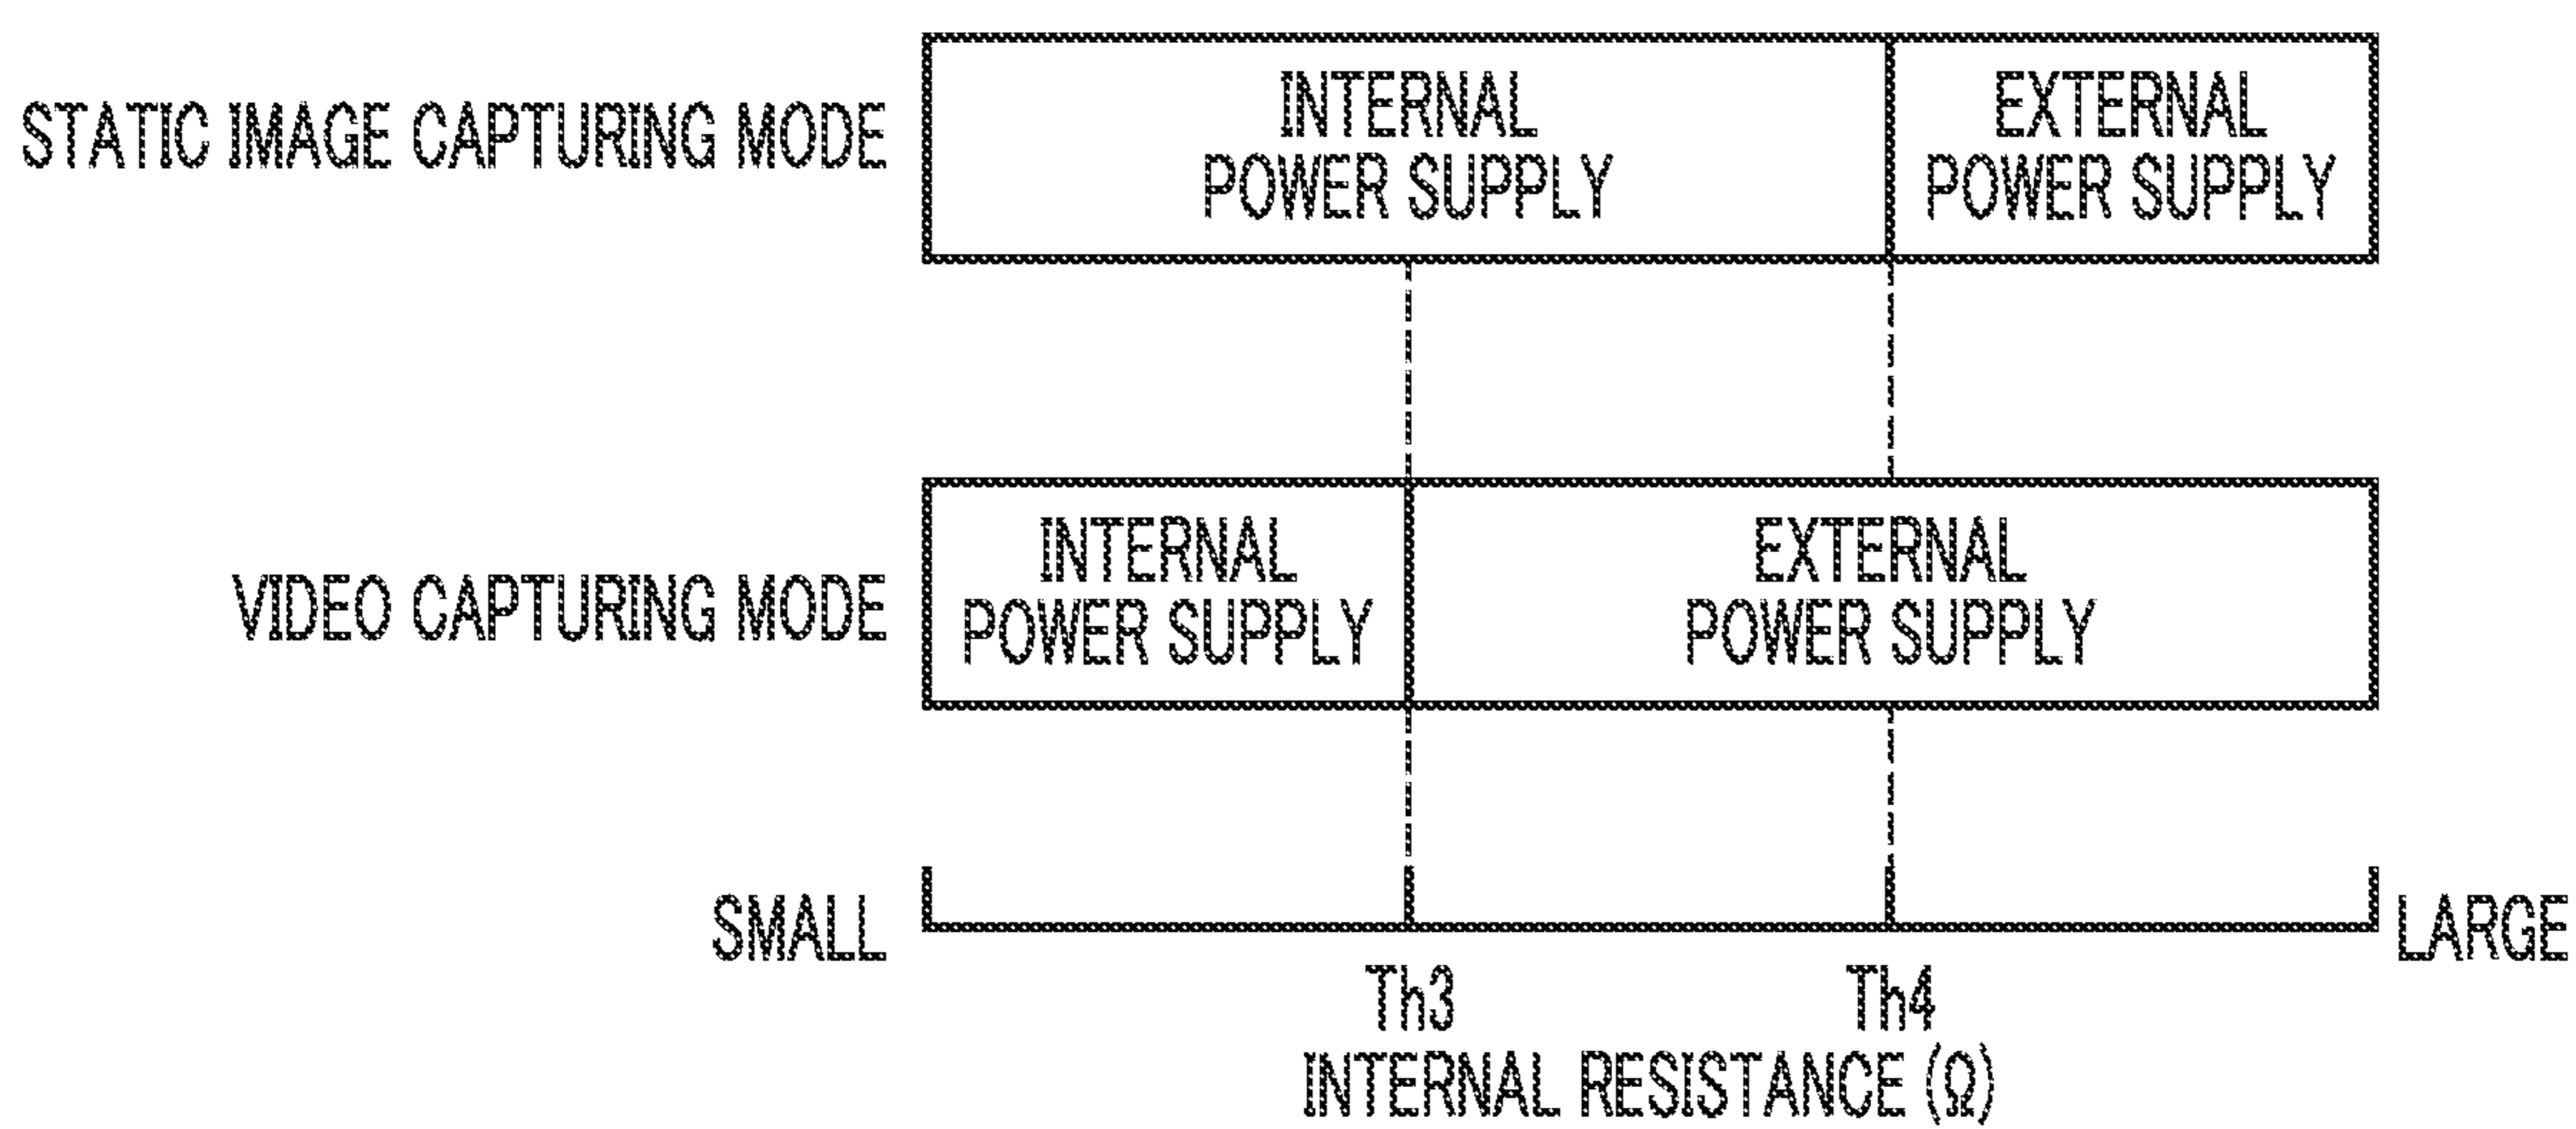 STATIC IMAGE CAPTURING MODE
INTERNAL
POWER SUPPLY
EXTERNAL
POWER SUPPLY
VIDEO CAPTURING MODE
INTERNAL
POWER SUPPLY
EXTERNAL
POWER SUPPLY
SMALL
LARGE
Th3
Th4
INTERNAL RESISTANCE (Ω)